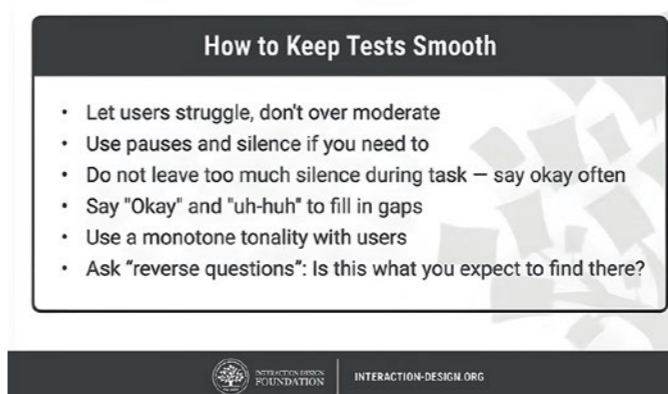 How to Keep Tests Smooth
• Let users struggle, don't over moderate
• Use pauses and silence if you need to
• Do not leave too much silence during task — say okay often
• Say "Okay" and "uh-huh" to fill in gaps
• Use a monotone tonality with users
• Ask “reverse questions”: Is this what you expect to find there?
INTERACTION DESIGN
FOUNDATION
INTERACTION-DESIGN.ORG